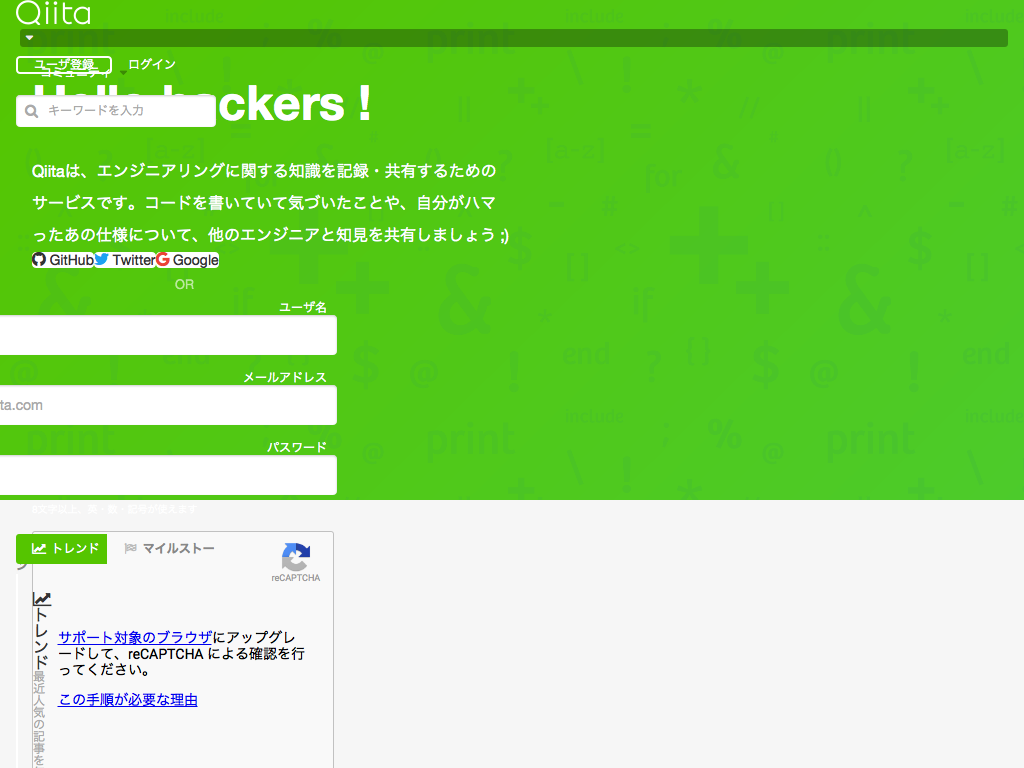 Qiita
ユーザ登録
ログイン
コミュニティ
Hello hackers !
キーワードを入力
Qiitaは、エンジニアリングに関する知識を記録・共有するための
サービスです。コードを書いていて気づいたことや、自分がハマ
ったあの仕様について、他のエンジニアと知見を共有しましょう ;)
GitHub Twitter Google
OR
ユーザ名
メールアドレス
ta.com
パスワード
8文字以上、英・数・記号が使えます
トレンド
マイルストー
ン
reCAPTCHA
トレンド
最近人気の記事を
サポート対象のブラウザにアップグレ
ードして、reCAPTCHA による確認を行
ってください。
この手順が必要な理由